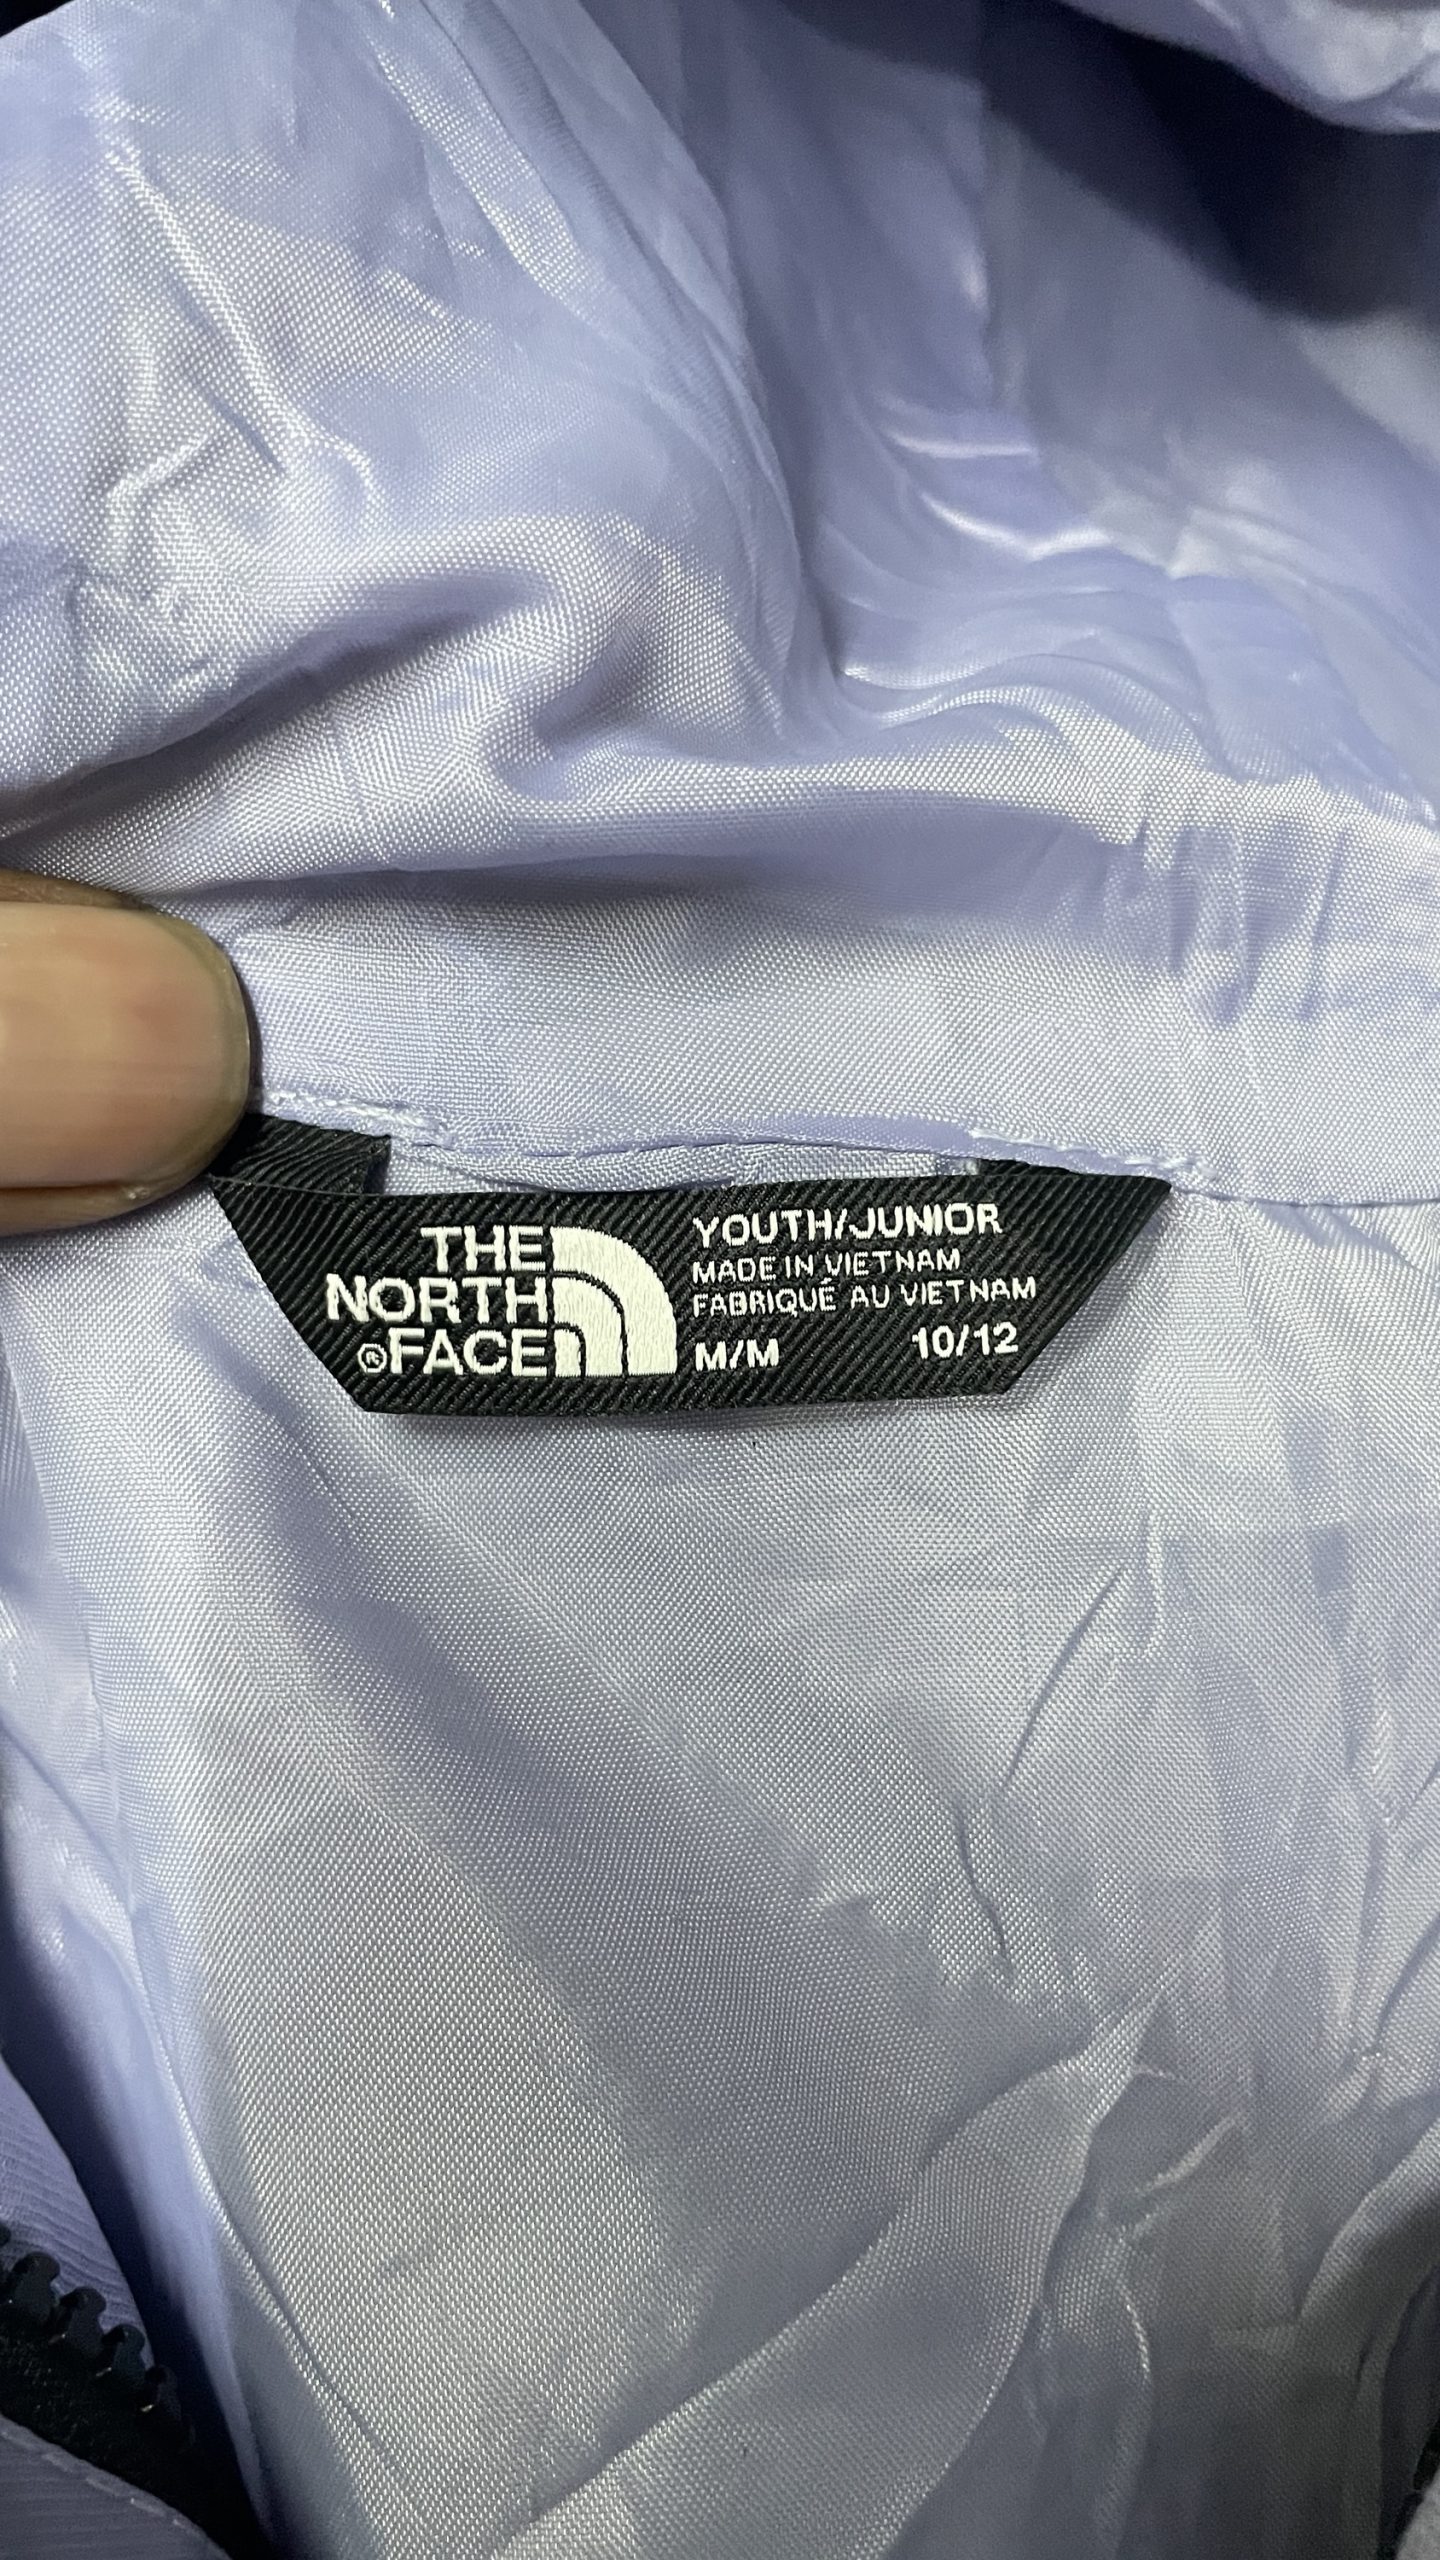 THE
NORTH
®FACE
YOUTH/JUNIOR
MADE IN VIETNAM
FABRIQUÉ AU VIETNAM
M/M 10/12